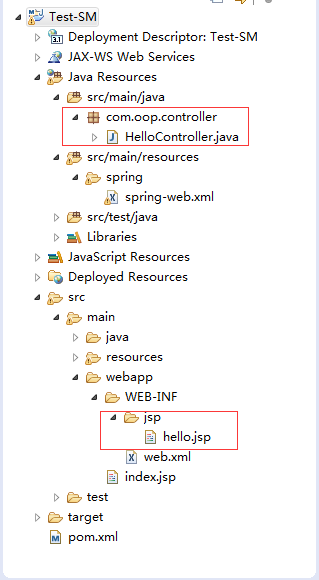 Test-SM
Deployment Descriptor: Test-SM
JAX-WS Web Services
Java Resources
src/main/java
com.oop.controller
HelloController.java
src/main/resources
spring
spring-web.xml
src/test/java
Libraries
JavaScript Resources
Deployed Resources
src
main
java
resources
webapp
WEB-INF
jsp
hello.jsp
web.xml
index.jsp
test
target
pom.xml